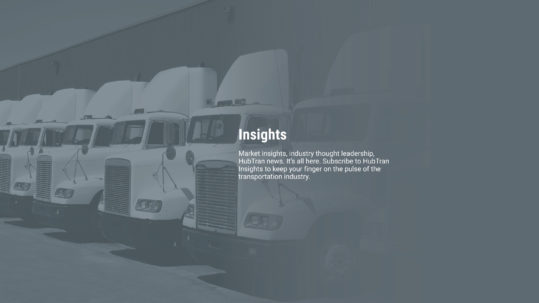 Insights
Market insights, industry thought leadership,
HubTran news. It's all here. Subscribe to HubTran
Insights to keep your finger on the pulse of the
transportation industry.